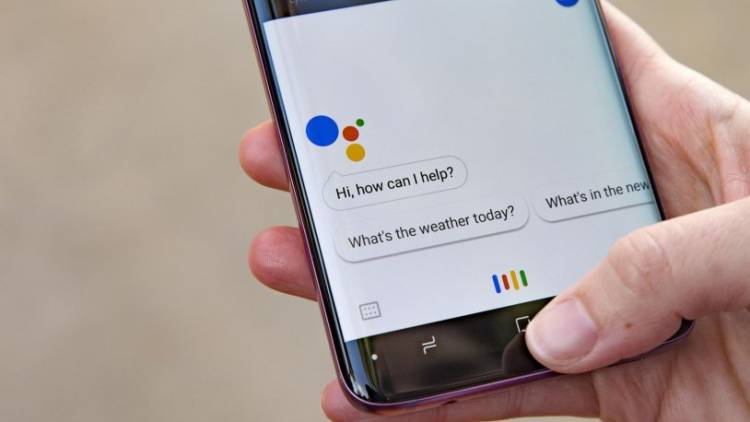 Hi, how can I help?
What's the weather today?
What's in the new